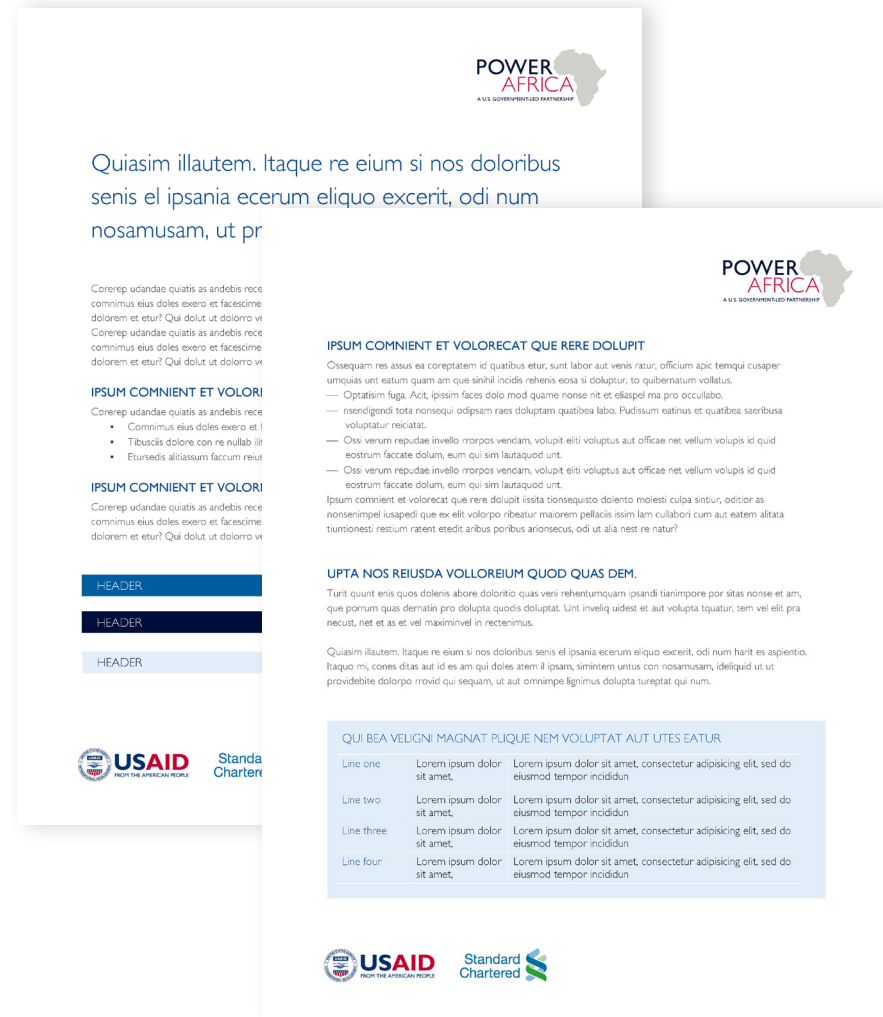 POWER
AFRICA
A U.S. GOVERNMENT-LED PARTNERSHIP
Quiasim illautem. Itaque re eium si nos doloribus
senis el ipsania ecerum eliquo excerit, odi num
nosamusam, ut pr
Corerep udandae quiatis as andebis rece
comnimus eius doles exero et facescime
dolorem et etur? Qui dolut ut dolorro ve
Corerep udandae quiatis as andebis rece
comnimus eius doles exero et facescime
dolorem et etur? Qui dolut ut dolorro ve
IPSUM COMNIENT ET VOLOR
Corerep udandae quiatis as andebis rece
• Comnimus eius doles exero et
• Tibusciis dolore con re nullab ilit
• Etursedis alitiassum faccum reius
IPSUM COMNIENT ET VOLOR
Corerep udandae quiatis as andebis rece
comnimus eius doles exero et facescime
dolorem et etur? Qui dolut ut dolorro ve
HEADER
HEADER
HEADER
USAID
FROM THE AMERICAN PEOPLE
Standa
Chartere
POWER
AFRICA
A U.S. GOVERNMENT-LED PARTNERSHIP
IPSUM COMNIENT ET VOLORECAT QUE RERE DOLUPIT
Ossequam res assus ea coreptatem id quatibus etur, sunt labor aut venis ratur, officium apic temqui cusaper
umquias unt eatum quam am que sinihil incidis rehenis eosa si doluptur, to quibernatum vollatus.
— Optatisim fuga. Acit, ipissim faces dolo mod quame nonse nit et eliaspel ma pro occullabo.
— nsendigendi tota nonsequi odipsam raes doluptam quatibea labo. Pudissum eatinus et quatibea saeribusa
voluptatur reiciatat.
— Ossi verum repudae invello rrorpos vendam, volupit eliti voluptus aut officae net vellum volupis id quid
eostrum faccate dolum, eum qui sim lautaquod unt.
— Ossi verum repudae invello rrorpos vendam, volupit eliti voluptus aut officae net vellum volupis id quid
eostrum faccate dolum, eum qui sim lautaquod unt.
Ipsum comnient et volorecat que rere dolupit iissita tionsequisto dolento molesti culpa sintiur, oditior as
nonsenimpel iusapedi que ex elit volorpo ribeatur maiorem pellaciis issim lam cullabori cum aut eatem alitata
tiuntionesti restium ratent etedit aribus poribus arionsecus, odi ut alia nest re natur?
UPTA NOS REIUSDA VOLLOREIUM QUOD QUAS DEM.
Turit quunt enis quos dolenis abore doloritio quas veni rehentumquam ipsandi tianimpore por sitas nonse et am,
que porrum quas dernatin pro dolupta quodis doluptat. Unt inveliq uidest et aut volupta tquatur, tem vel elit pra
necust, net et as et vel maximinvel in rectenimus.
Quiasim illautem. Itaque re eium si nos doloribus senis el ipsania ecerum eliquo excerit, odi num harit es aspientio.
Itaquo mi, cones ditas aut id es am qui doles atem il ipsam, simintem untus con nosamusam, ideliquid ut ut
providebite dolorpo rrovid qui sequam, ut aut omnimpe lignimus dolupta tureptat qui num.
QUI BEA VELIGNI MAGNAT PLIQUE NEM VOLUPTAT AUT UTES EATUR
Line one Lorem ipsum dolor Lorem ipsum dolor sit amet, consectetur adipisicing elit, sed do
sit amet, eiusmod tempor incididun
Line two Lorem ipsum dolor Lorem ipsum dolor sit amet, consectetur adipisicing elit, sed do
sit amet, eiusmod tempor incididun
Line three Lorem ipsum dolor Lorem ipsum dolor sit amet, consectetur adipisicing elit, sed do
sit amet, eiusmod tempor incididun
Line four Lorem ipsum dolor Lorem ipsum dolor sit amet, consectetur adipisicing elit, sed do
sit amet, eiusmod tempor incididun
USAID
FROM THE AMERICAN PEOPLE
Standard
Chartered